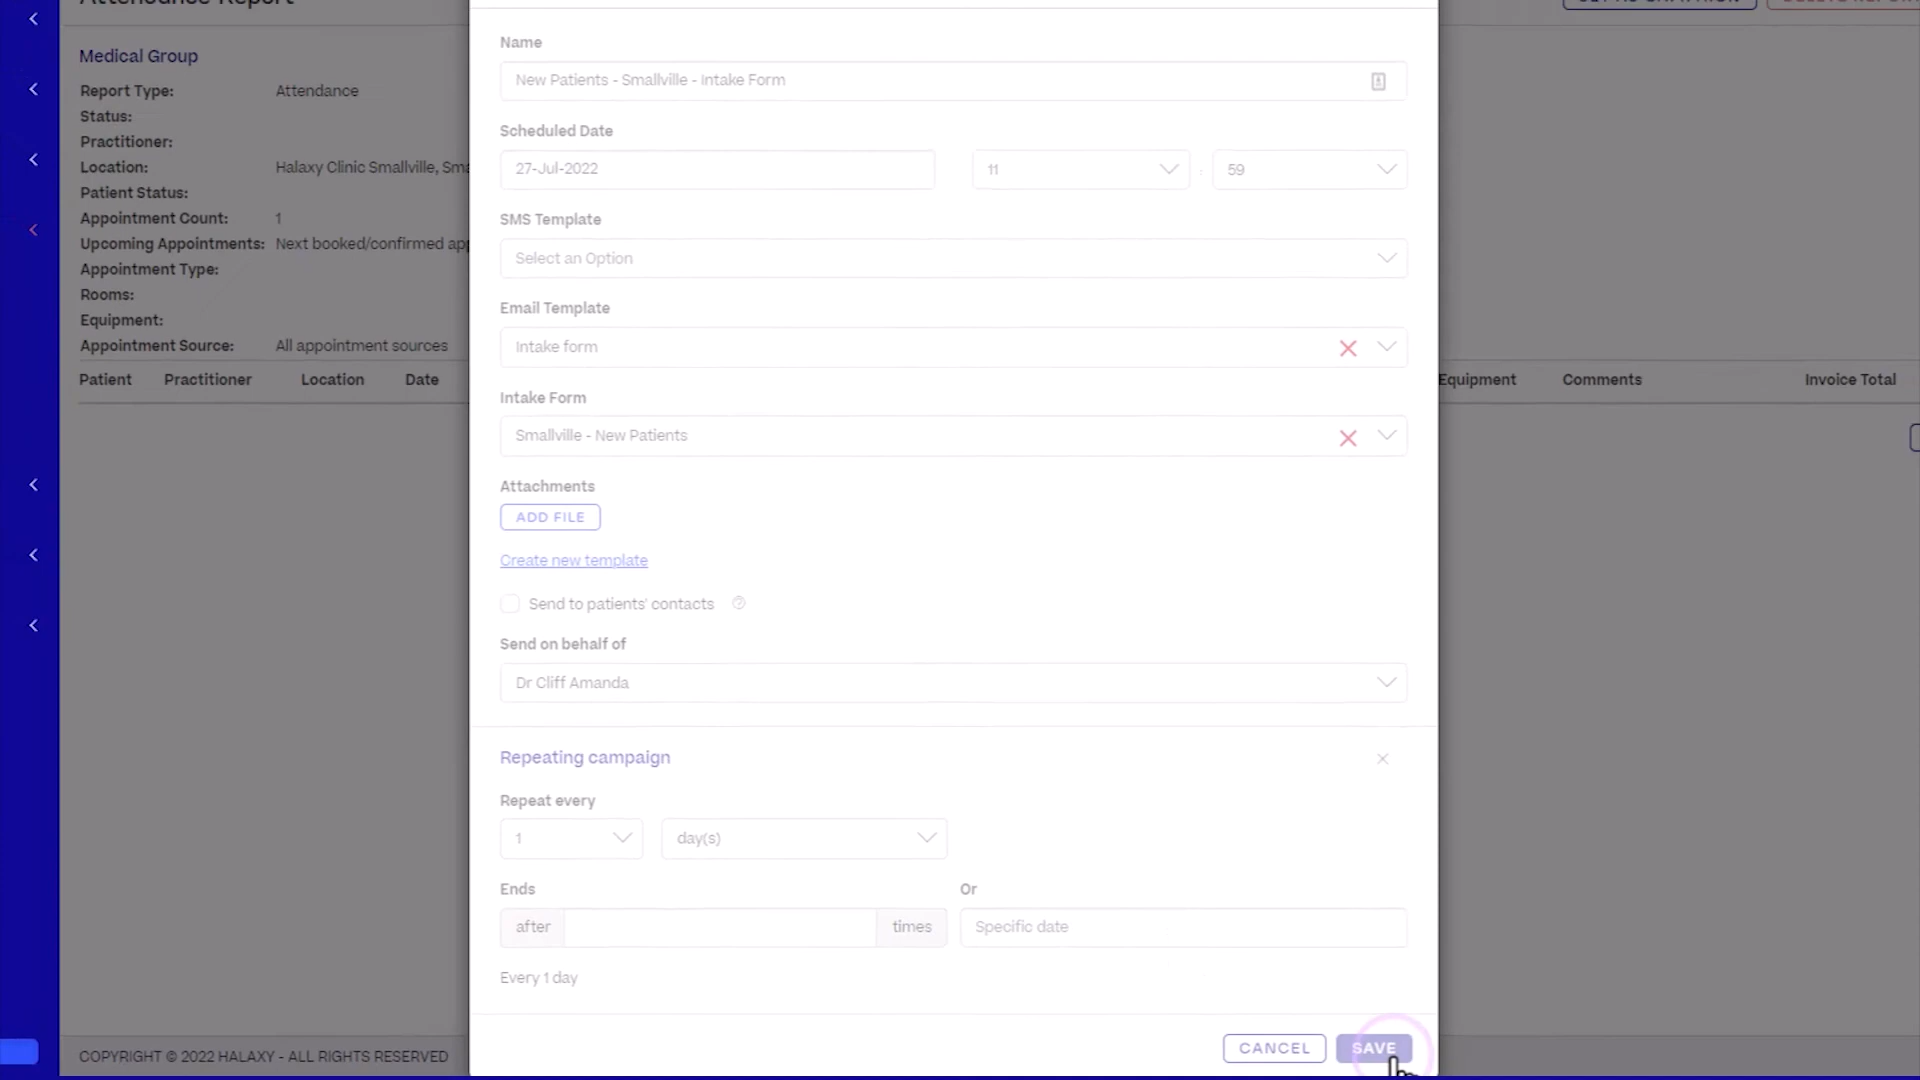 Attendance Report
Medical Group
Report Type: Attendance
Status:
Practitioner:
Location: Halaxy Clinic Smallville,
Patient Status:
Appointment Count: 1
Upcoming Appointments: Next booked/confirmed
Appointment Type:
Rooms:
Equipment:
Appointment Source: All appointment sources
Patient Practitioner Location Date Equipment Comments Invoice Total
Name
New Patients - Smallville - Intake Form
Scheduled Date
27-Jul-2022 11 : 59
SMS Template
Select an Option
Email Template
Intake form
Intake Form
Smallville - New Patients
Attachments
ADD FILE
Create new template
Send to patients' contacts
Send on behalf of
Dr Cliff Amanda
Repeating campaign
Repeat every
1 day(s)
Ends Or
after times Specific date
Every 1 day
CANCEL SAVE
COPYRIGHT © 2022 HALAXY - ALL RIGHTS RESERVED